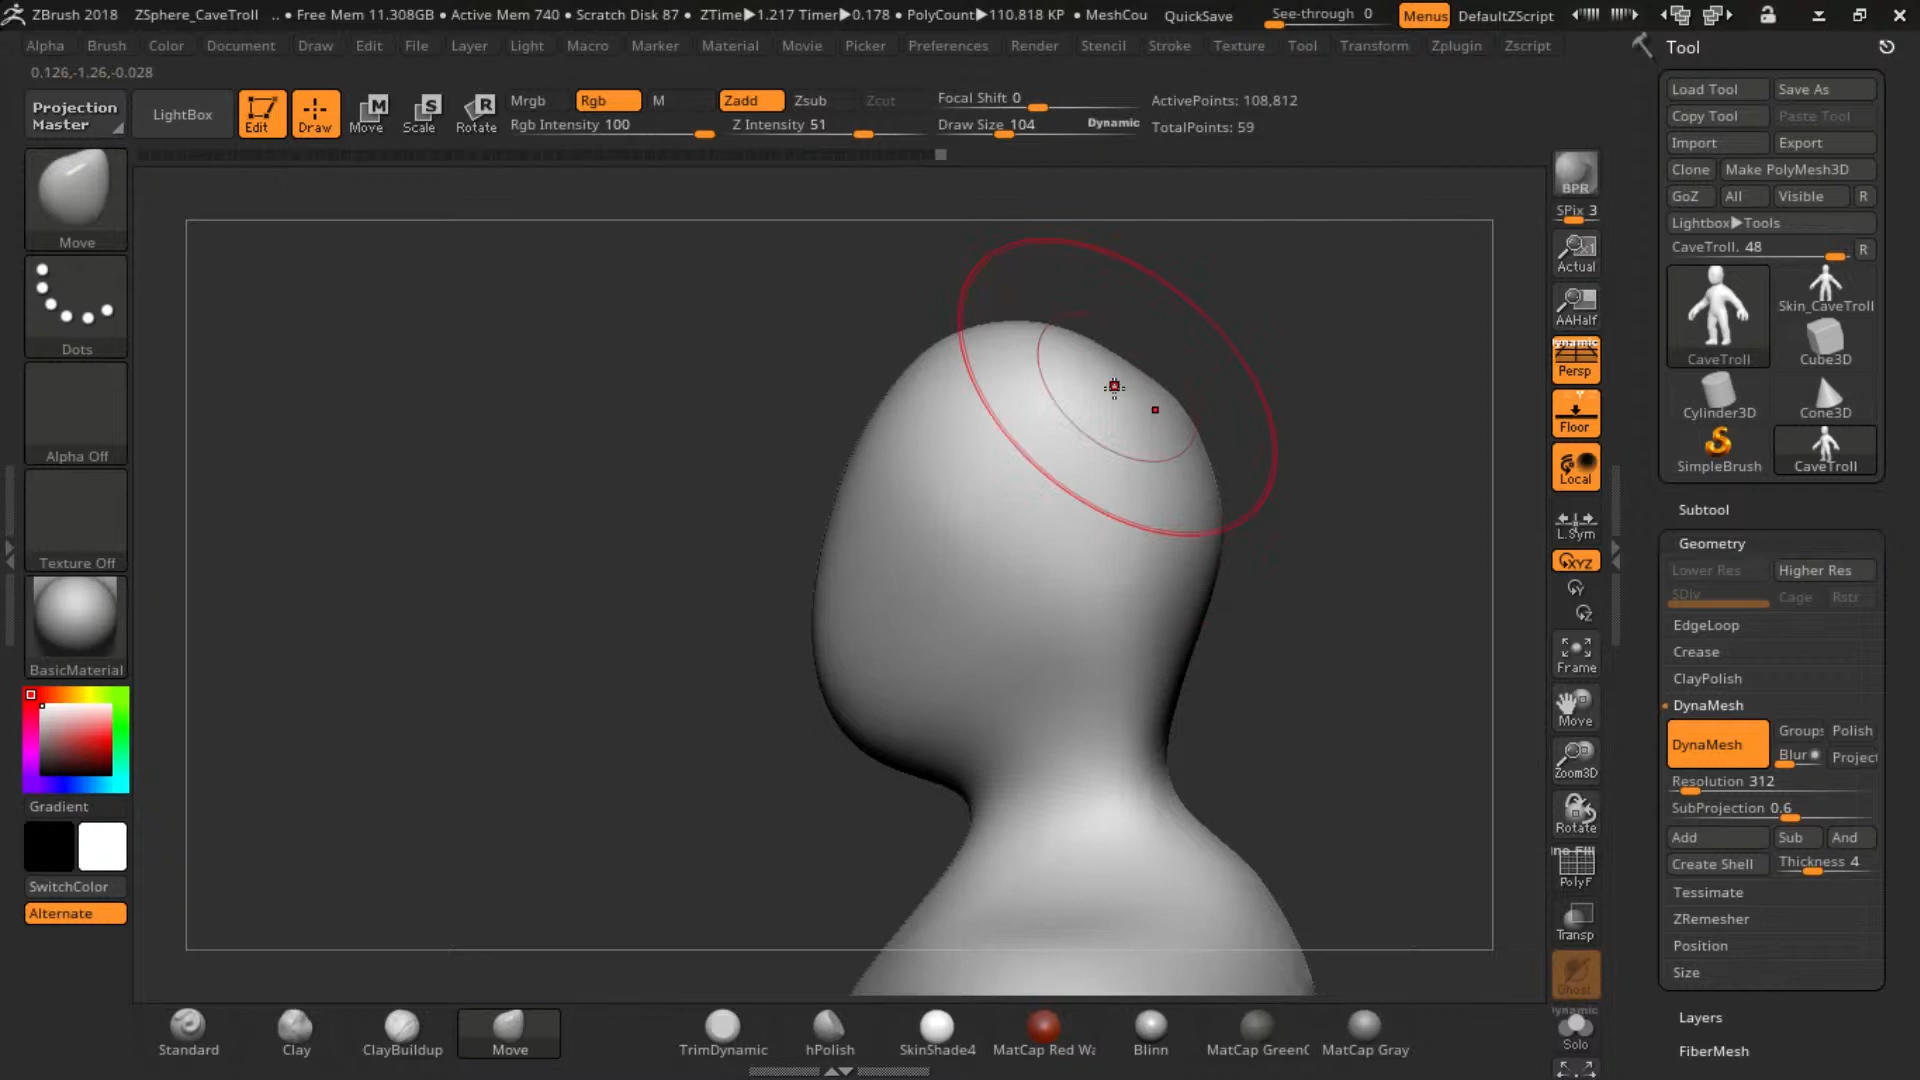 ZBrush 2018 ZSphere_CaveTroll .. • Free Mem 11.308GB • Active Mem 740 • Scratch Disk 87 • ZTime▶1.217 Timer▶0.178 • PolyCount▶110.818 KP • MeshCou QuickSave See-through 0 Menus DefaultZScript
Alpha Brush Color Document Draw Edit File Layer Light Macro Marker Material Movie Picker Preferences Render Stencil Stroke Texture Tool Transform Zplugin Zscript
0.126,-1.26,-0.028
Projection Master
LightBox
Edit
Draw
Move
Scale
Rotate
Mrgb Rgb M Zadd Zsub Zcut
Rgb Intensity 100 Z Intensity 51
Focal Shift 0
Draw Size 104 Dynamic
ActivePoints: 108,812
TotalPoints: 59
Move
Dots
Alpha Off
Texture Off
BasicMaterial
Gradient
SwitchColor
Alternate
BPR
SPix 3
Actual
AAHalf
Persp
Floor
Local
L.Sym
XYZ
Frame
Move
Zoom3D
Rotate
PolyF
Transp
Ghost
Dynamic
Solo
Tool
Load Tool Save As
Copy Tool Paste Tool
Import Export
Clone Make PolyMesh3D
GoZ All Visible R
Lightbox▶Tools
CaveTroll. 48 R
CaveTroll Skin_CaveTroll
Cube3D
Cylinder3D Cone3D
SimpleBrush CaveTroll
Subtool
Geometry
Lower Res Higher Res
SDiv Cage Rstr
EdgeLoop
Crease
ClayPolish
DynaMesh
DynaMesh Groups Polish
Blur Project
Resolution 312
SubProjection 0.6
Add Sub And
Create Shell Thickness 4
Tessimate
ZRemesher
Position
Size
Layers
FiberMesh
Standard Clay ClayBuildup Move TrimDynamic hPolish SkinShade4 MatCap Red Wa Blinn MatCap GreenC MatCap Gray